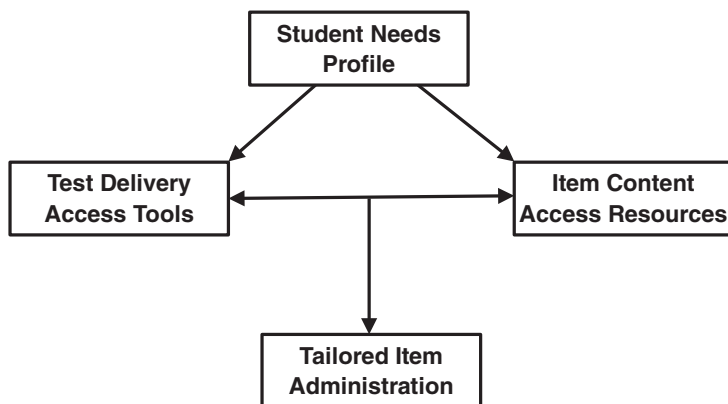 Student Needs
Profile
Test Delivery
Access Tools
Item Content
Access Resources
Tailored Item
Administration